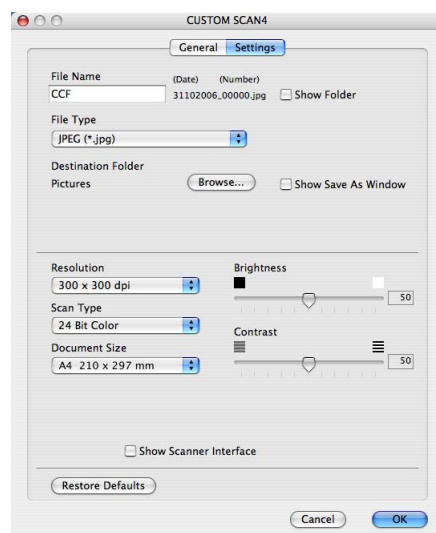 CUSTOM SCAN4
General Settings
File Name (Date) (Number)
CCF 31102006_00000.jpg Show Folder
File Type
JPEG (*.jpg)
Destination Folder
Pictures Browse... Show Save As Window
Resolution Brightness
300 x 300 dpi 50
Scan Type
24 Bit Color Contrast
Document Size
A4 210 x 297 mm 50
Show Scanner Interface
Restore Defaults
Cancel OK